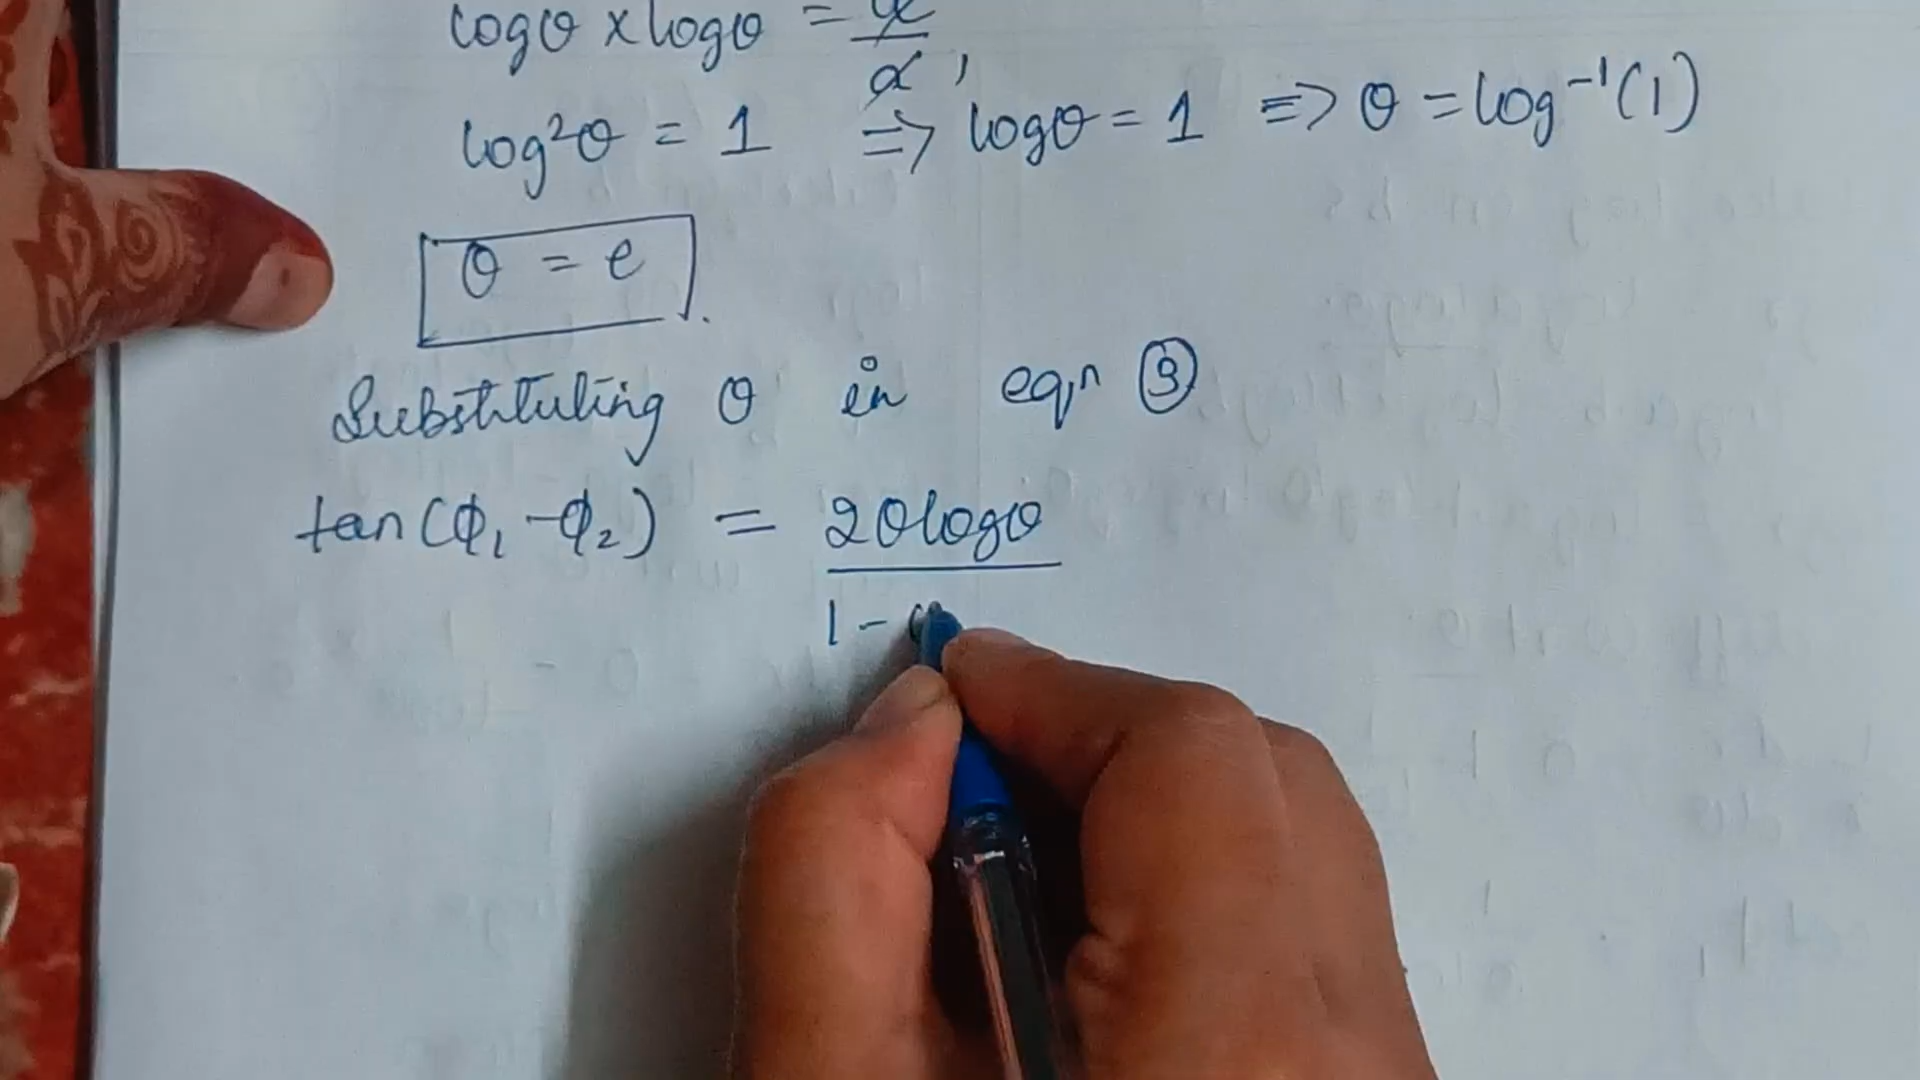 logθ × logθ = α/α,
log²θ = 1 => logθ = 1 => θ = log⁻¹(1)
θ = e.
Substituting θ in eqn ③
tan(ϕ₁ - ϕ₂) = 2θlogθ
1 -